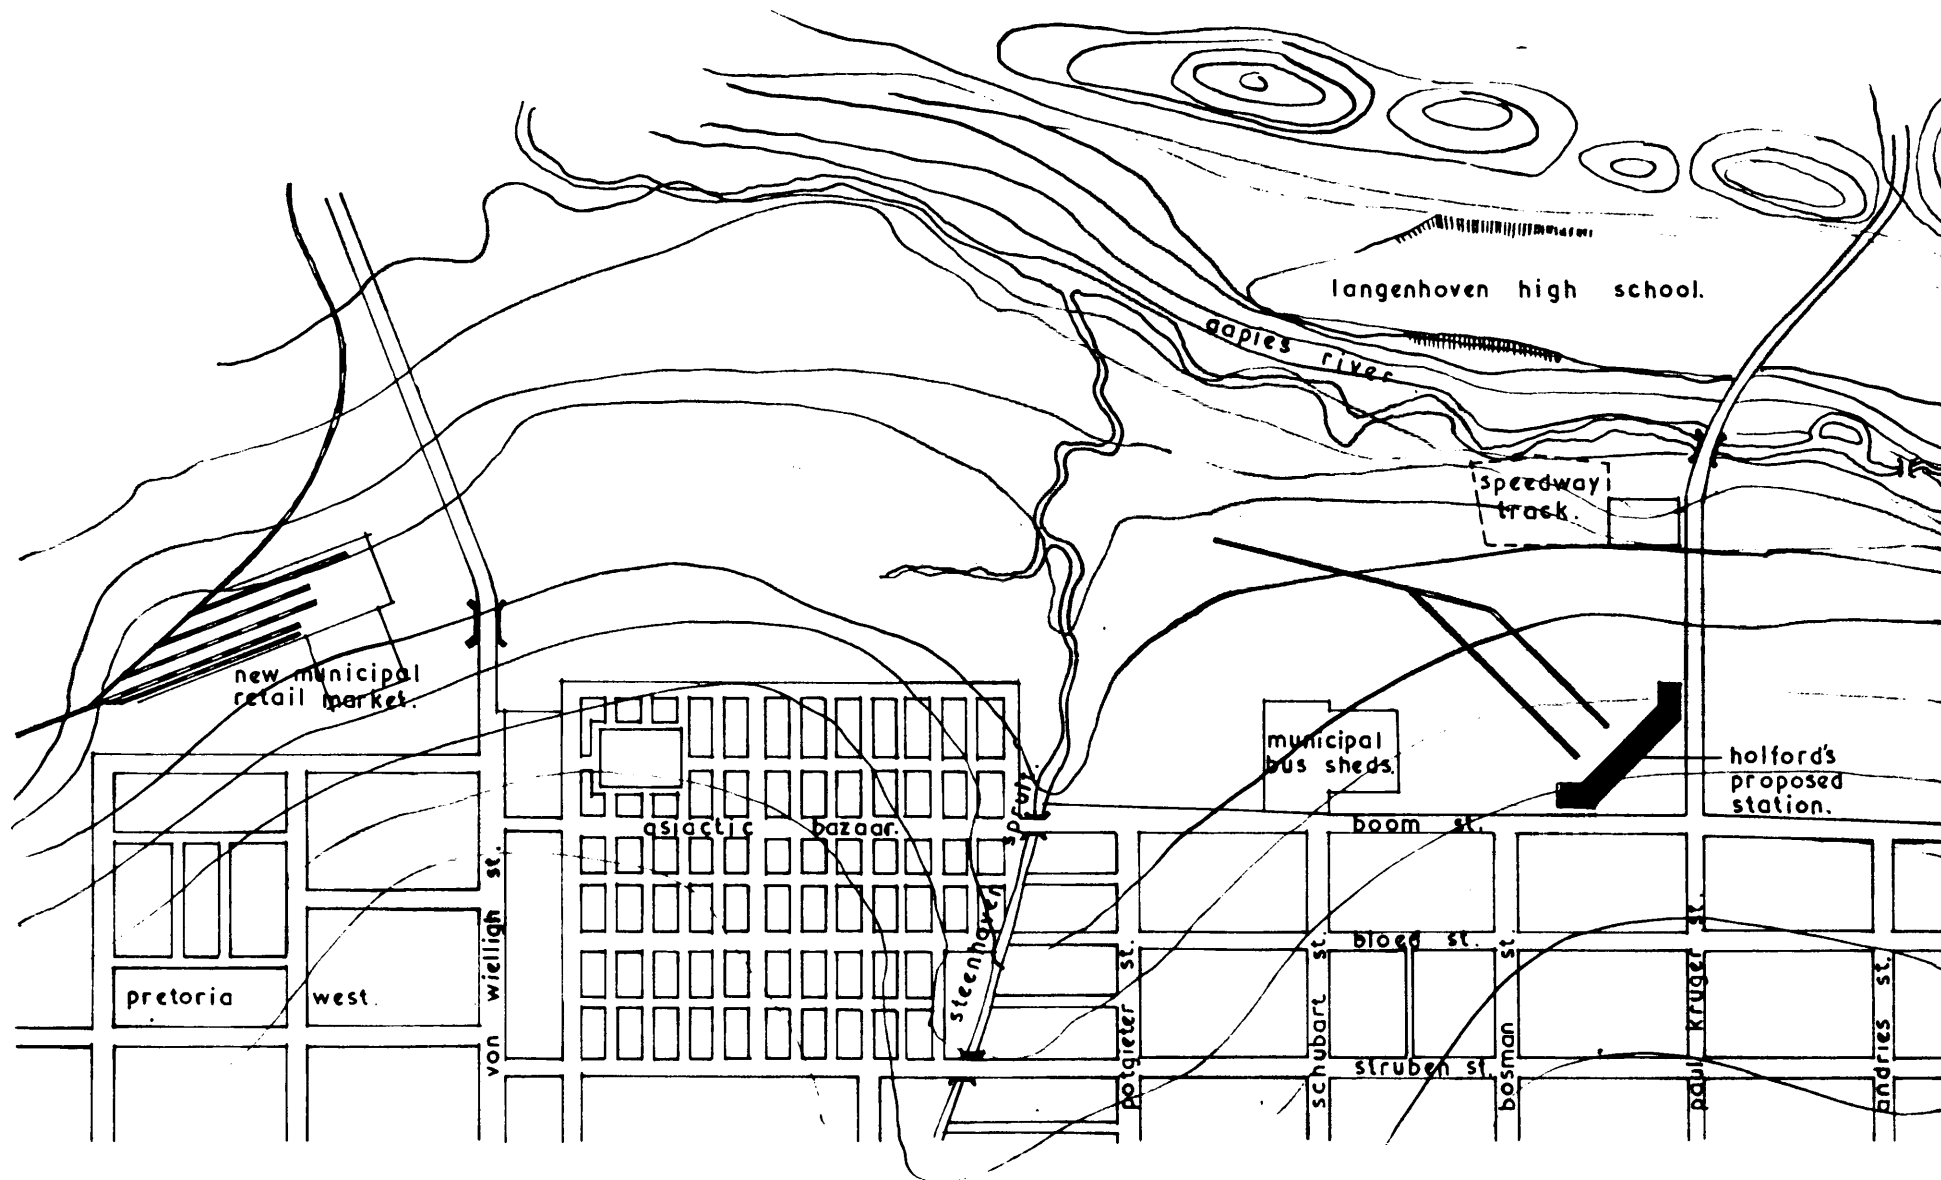 langenhoven high school.
aapies river
speedway
track.
new municipal
retail market.
municipal
bus sheds.
holford's
proposed
station.
asiactic bazaar.
boom st.
steenhoven spruit.
bloed st.
pretoria west.
struben st.
von wielligh st.
potgieter st.
schubart st.
bosman st
paul kruger st.
andries st.